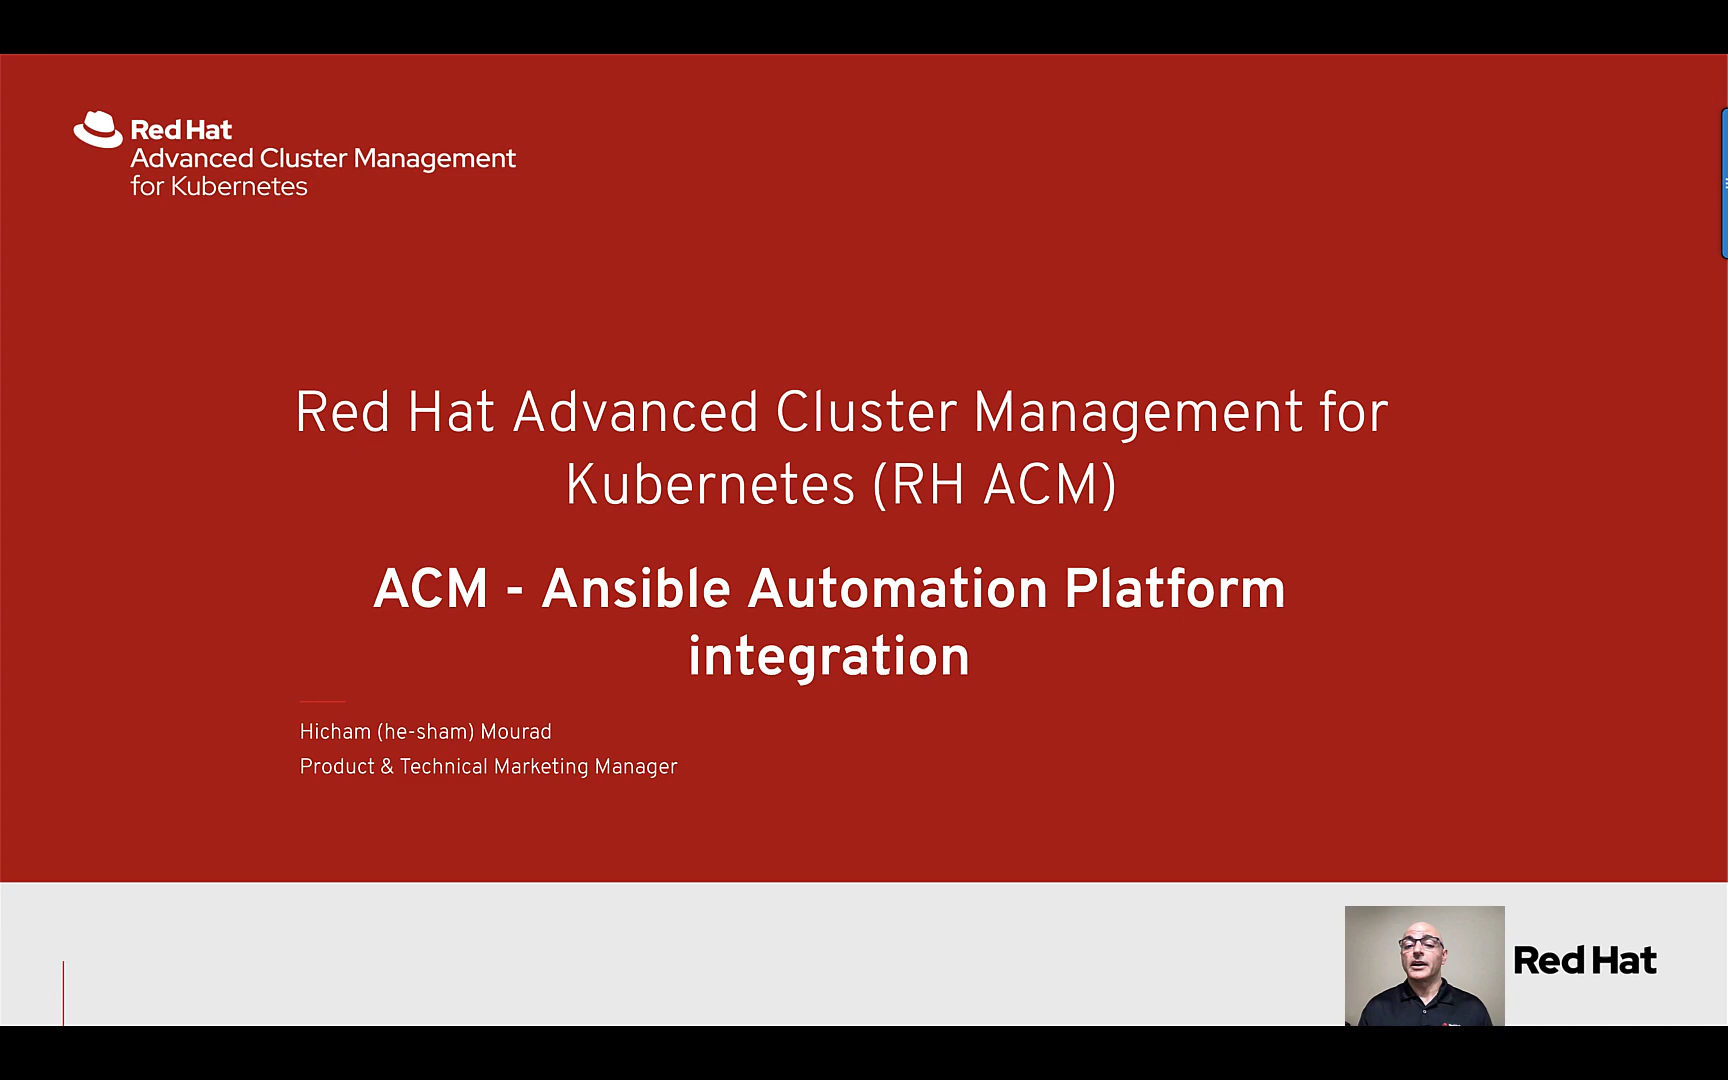 Red Hat
Advanced Cluster Management
for Kubernetes
Red Hat Advanced Cluster Management for
Kubernetes (RH ACM)
ACM - Ansible Automation Platform
integration
Hicham (he-sham) Mourad
Product & Technical Marketing Manager
Red Hat